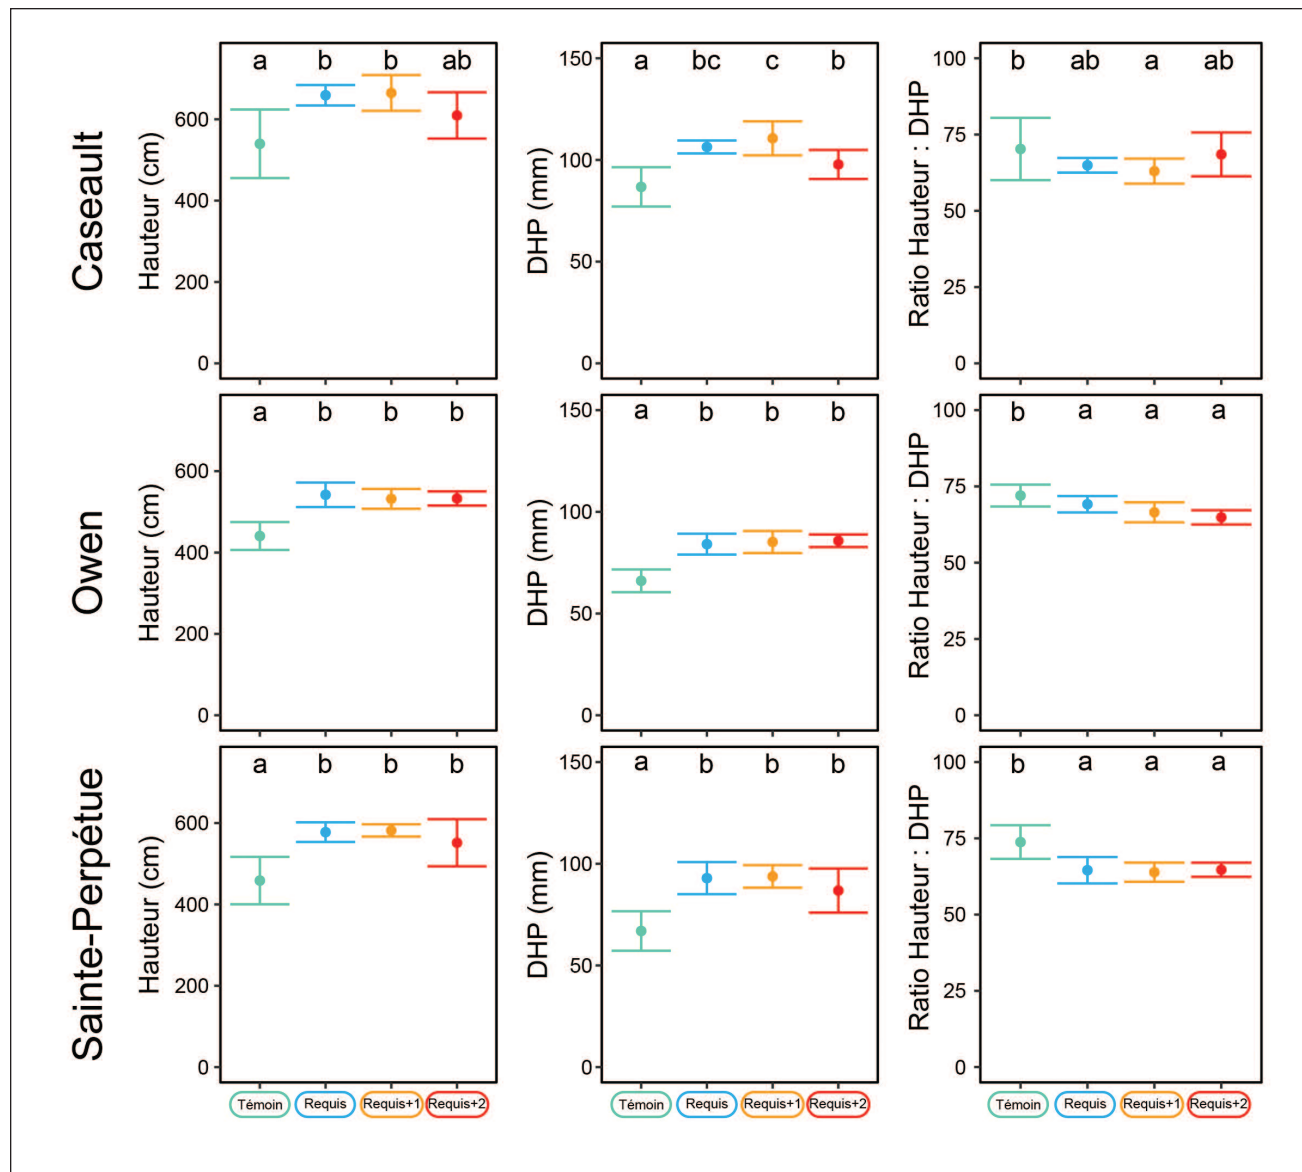 Caseault
Hauteur (cm)
600
400
200
0
a b b ab
DHP (mm)
150
100
50
0
a bc c b
Ratio Hauteur : DHP
100
75
50
25
0
b ab a ab
Owen
Hauteur (cm)
600
400
200
0
a b b b
DHP (mm)
150
100
50
0
a b b b
Ratio Hauteur : DHP
100
75
50
25
0
b a a a
Sainte-Perpétue
Hauteur (cm)
600
400
200
0
a b b b
DHP (mm)
150
100
50
0
a b b b
Ratio Hauteur : DHP
100
75
50
25
0
b a a a
Témoin Requis Requis+1 Requis+2
Témoin Requis Requis+1 Requis+2
Témoin Requis Requis+1 Requis+2